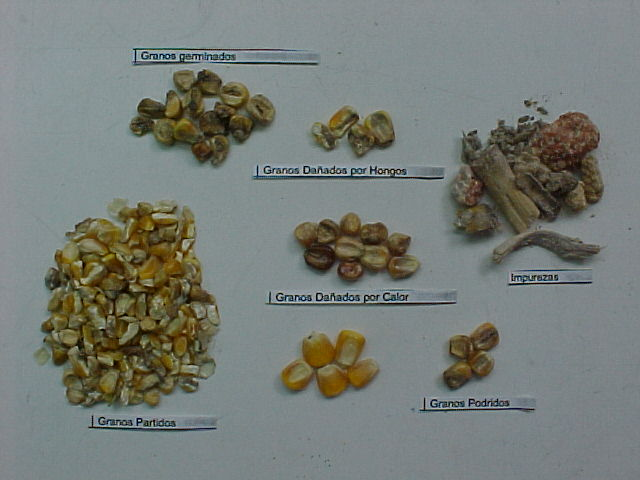 Granos germinados
Granos Dañados por Hongos
Impurezas
Granos Dañados por Calor
Granos Podridos
Granos Partidos